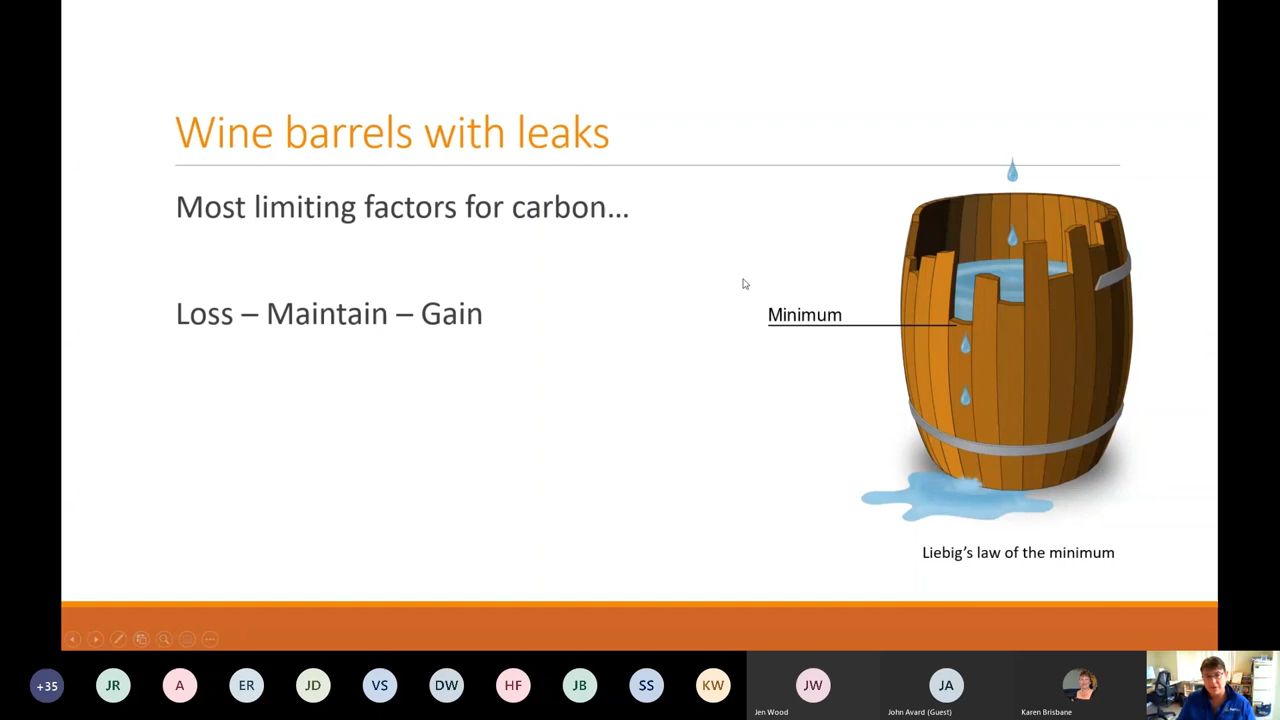 Wine barrels with leaks
Most limiting factors for carbon...
Loss – Maintain – Gain
Minimum
Liebig's law of the minimum
+35
JR
A
ER
JD
VS
DW
HF
JB
SS
KW
JW
JA
Jen Wood
John Avard (Guest)
Karen Brisbane